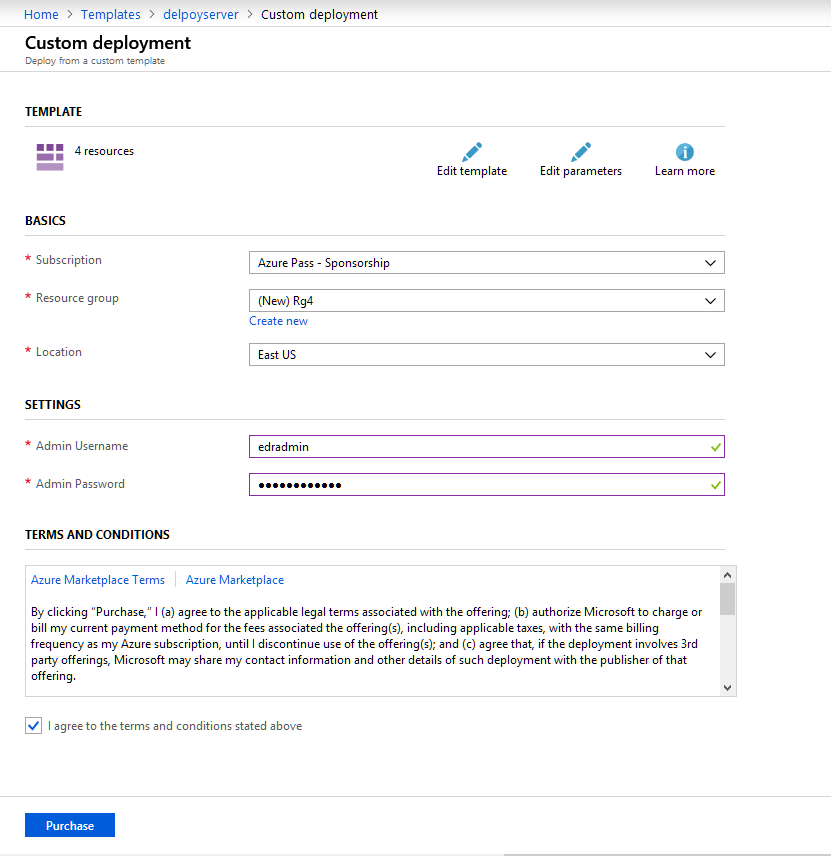 Home > Templates > delpoyserver > Custom deployment
Custom deployment
Deploy from a custom template
TEMPLATE
4 resources
Edit template
Edit parameters
Learn more
BASICS
* Subscription
Azure Pass - Sponsorship
* Resource group
(New) Rg4
Create new
* Location
East US
SETTINGS
* Admin Username
edradmin
* Admin Password
••••••••••••
TERMS AND CONDITIONS
Azure Marketplace Terms | Azure Marketplace
By clicking “Purchase,” I (a) agree to the applicable legal terms associated with the offering; (b) authorize Microsoft to charge or
bill my current payment method for the fees associated the offering(s), including applicable taxes, with the same billing
frequency as my Azure subscription, until I discontinue use of the offering(s); and (c) agree that, if the deployment involves 3rd
party offerings, Microsoft may share my contact information and other details of such deployment with the publisher of that
offering.
I agree to the terms and conditions stated above
Purchase